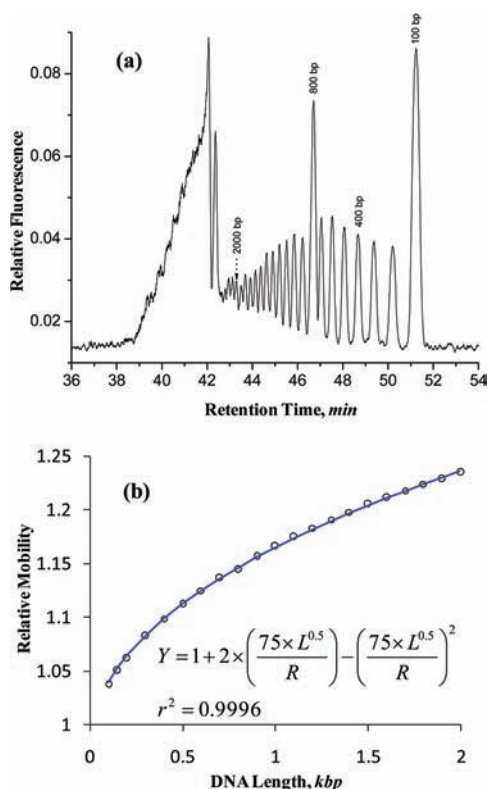 (a)
0.08
0.06
0.04
0.02
Relative Fluorescence
2000 bp
800 bp
400 bp
100 bp
36 38 40 42 44 46 48 50 52 54
Retention Time, min
(b)
1.25
1.2
1.15
1.1
1.05
1
Relative Mobility
Y = 1 + 2 × (75 × L^0.5 / R) − (75 × L^0.5 / R)^2
r^2 = 0.9996
0 0.5 1 1.5 2
DNA Length, kbp